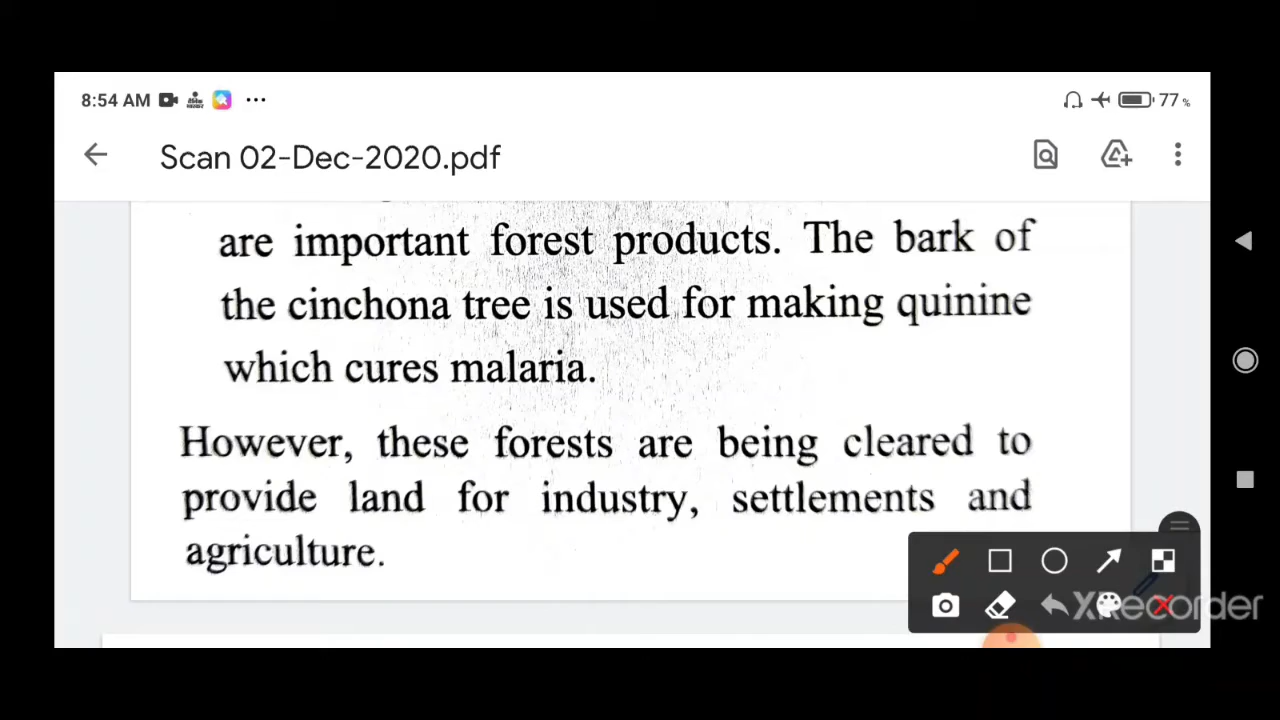 8:54 AM ... 77%
Scan 02-Dec-2020.pdf
are important forest products. The bark of
the cinchona tree is used for making quinine
which cures malaria.
However, these forests are being cleared to
provide land for industry, settlements and
agriculture.
XRecorder